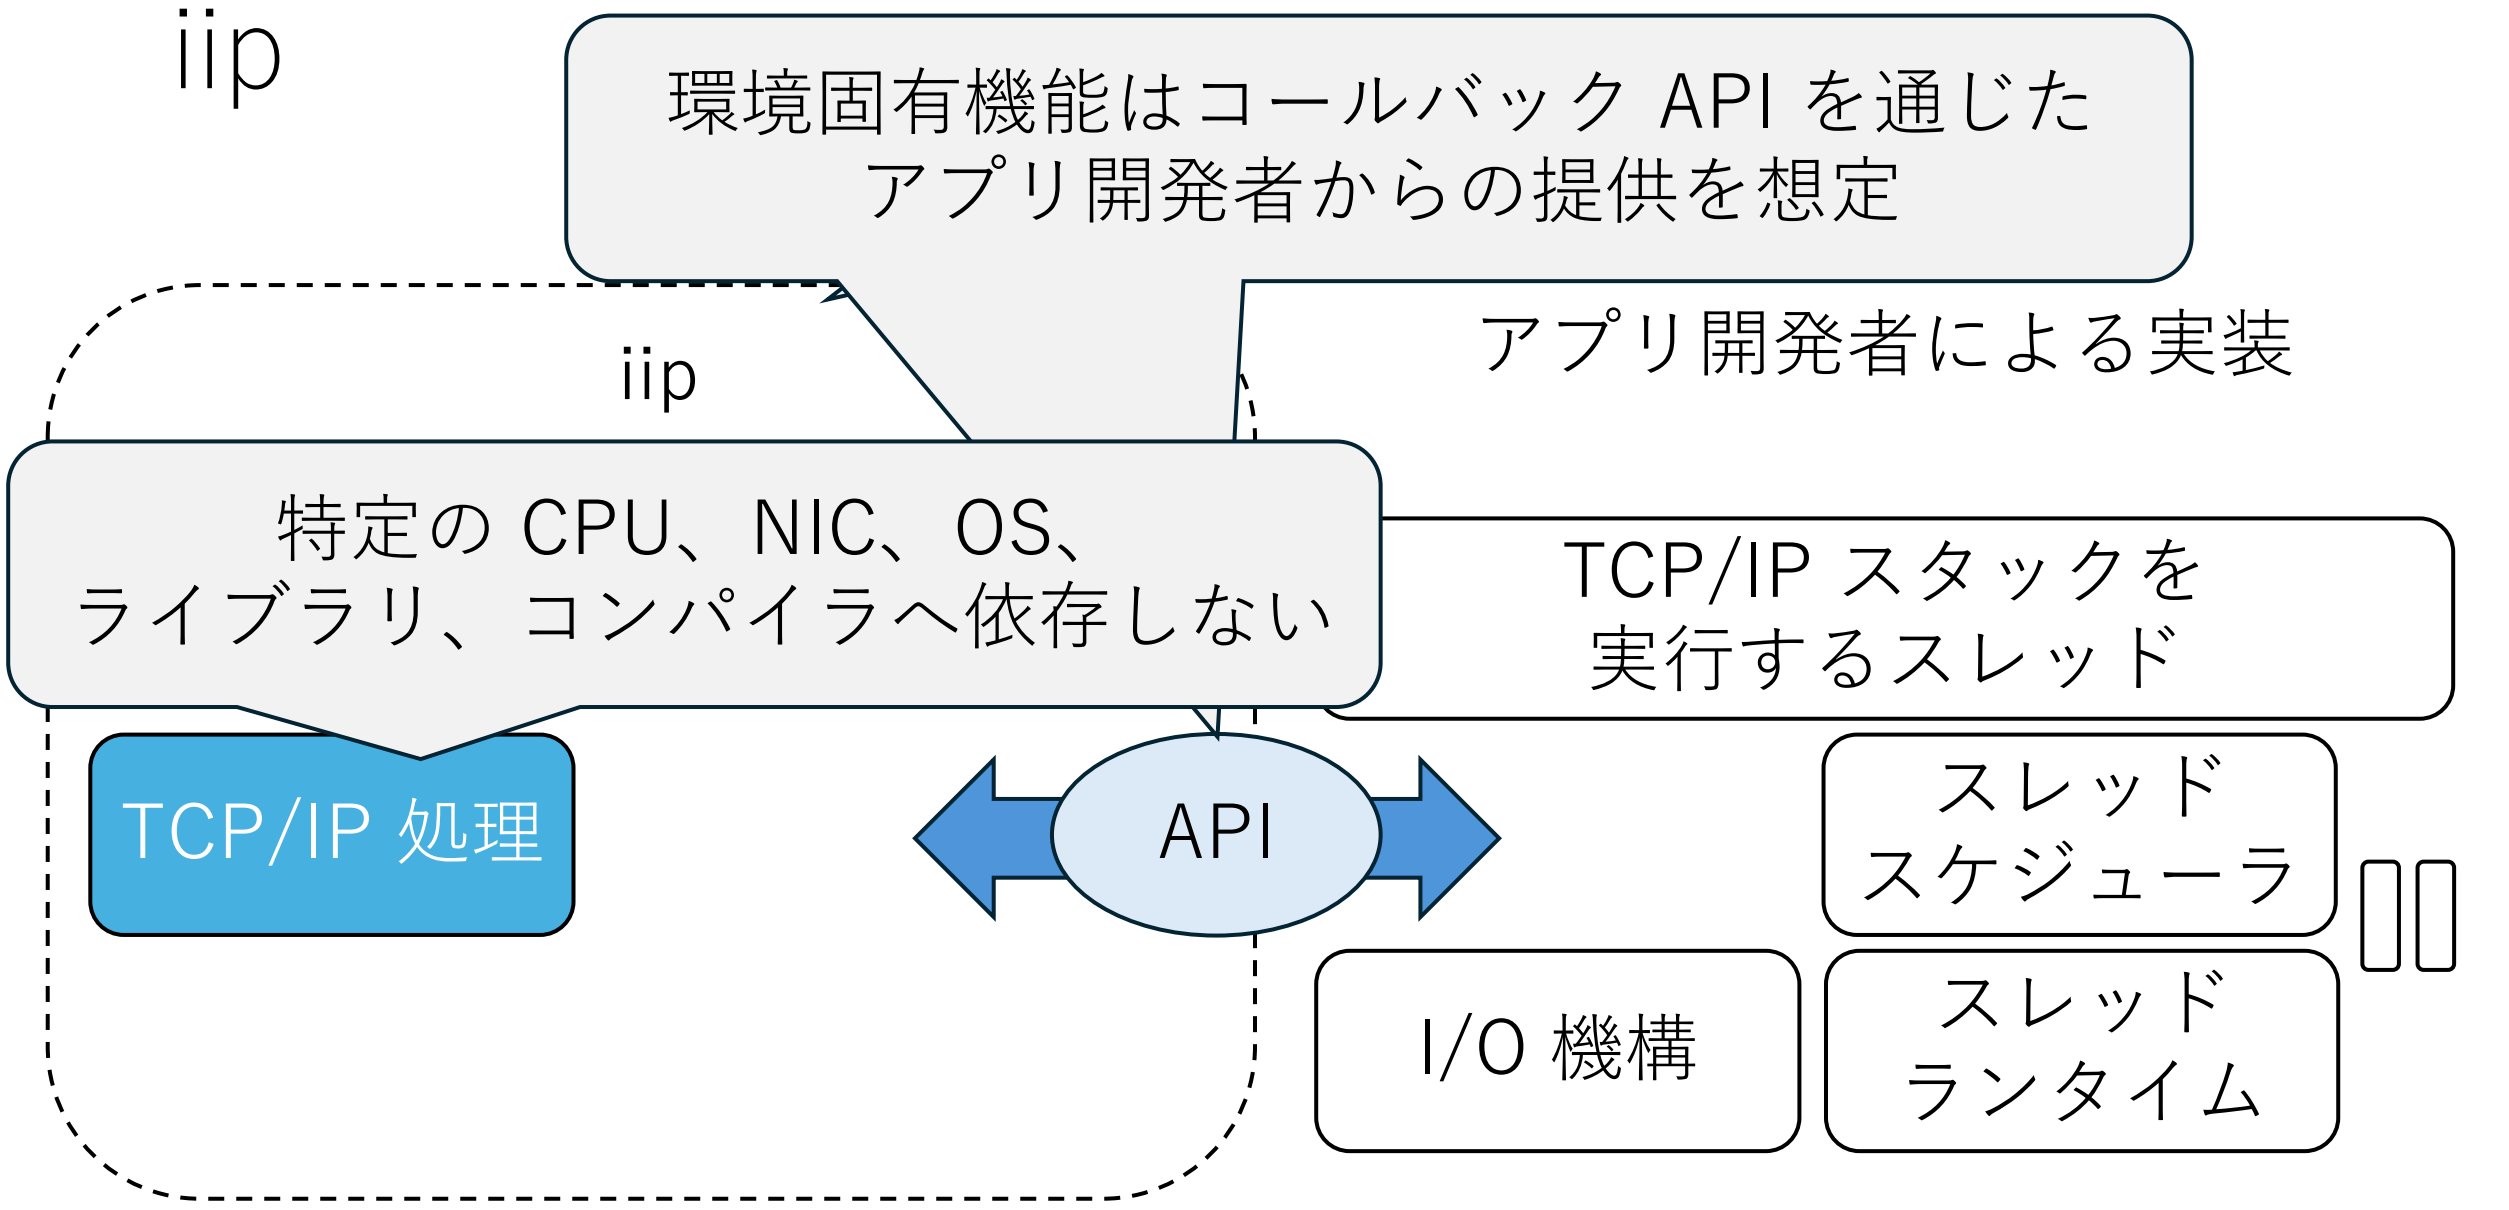 iip
環境固有機能はコールバック API を通じた
アプリ開発者からの提供を想定
アプリ開発者による実装
iip
特定の CPU、NIC、OS、
ライブラリ、コンパイラへ依存しない
TCP/IP スタックを
実行するスレッド
TCP/IP 処理
API
スレッド
スケジューラ
I/O 機構
スレッド
ランタイム